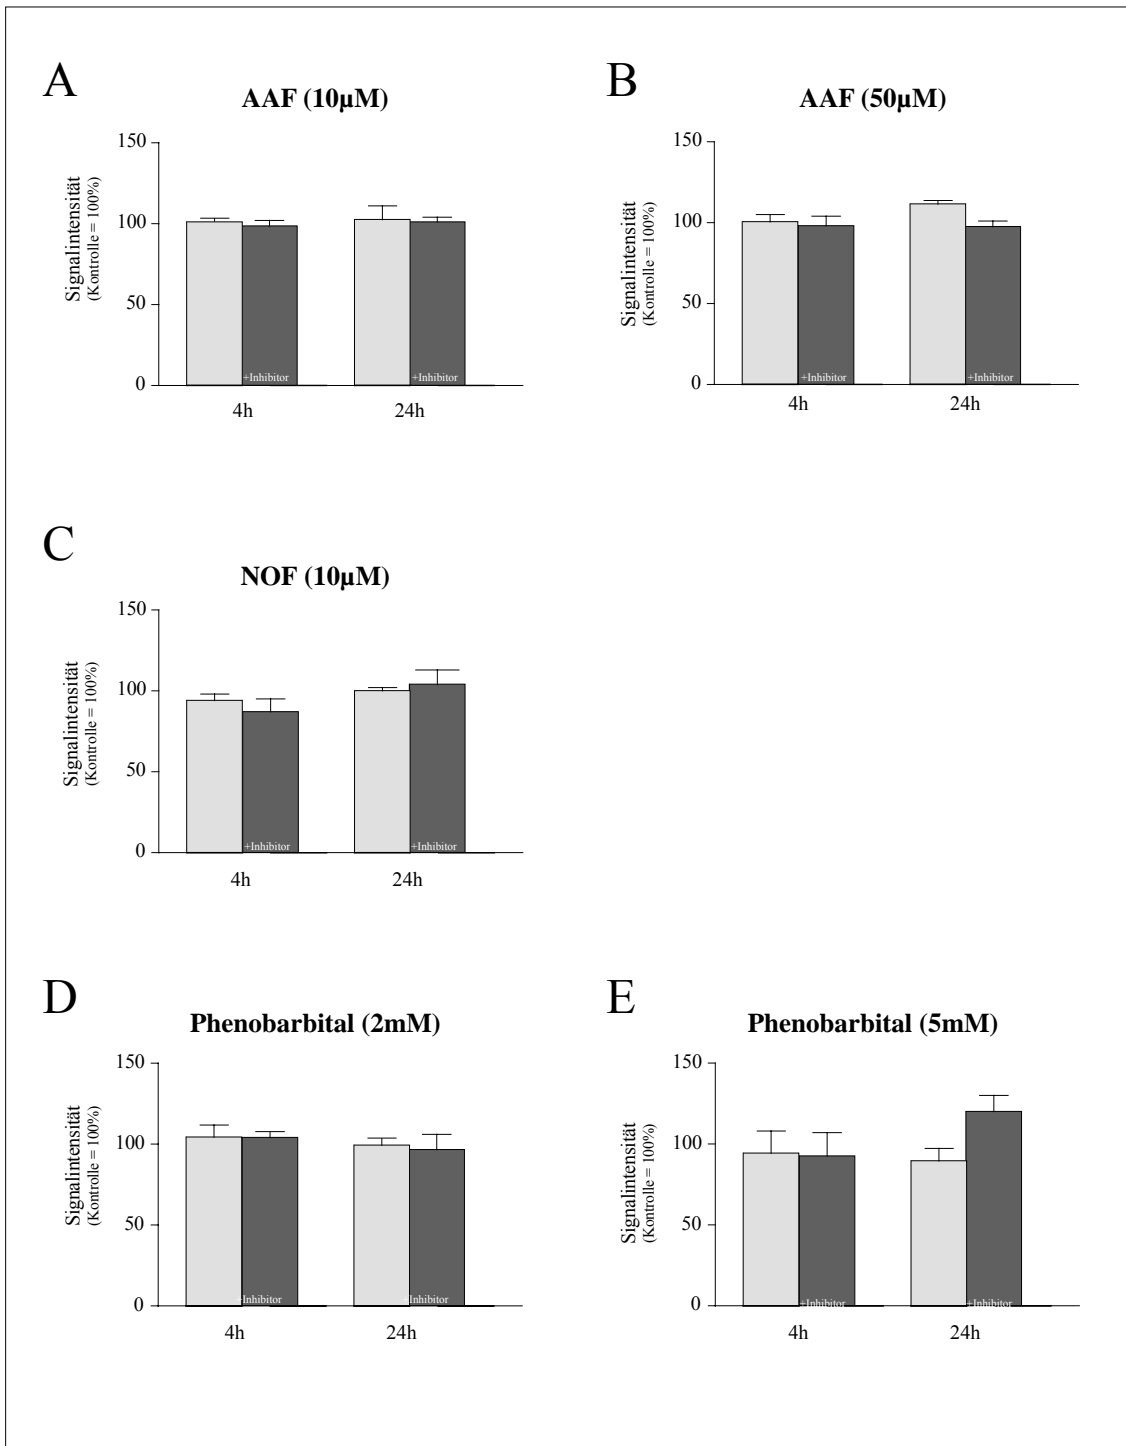 A
AAF (10µM)
150
100
50
0
Signalintensität
(Kontrolle = 100%)
+Inhibitor
+Inhibitor
4h
24h
B
AAF (50µM)
150
100
50
0
Signalintensität
(Kontrolle = 100%)
+Inhibitor
+Inhibitor
4h
24h
C
NOF (10µM)
150
100
50
0
Signalintensität
(Kontrolle = 100%)
+Inhibitor
+Inhibitor
4h
24h
D
Phenobarbital (2mM)
150
100
50
0
Signalintensität
(Kontrolle = 100%)
+Inhibitor
+Inhibitor
4h
24h
E
Phenobarbital (5mM)
150
100
50
0
Signalintensität
(Kontrolle = 100%)
+Inhibitor
+Inhibitor
4h
24h